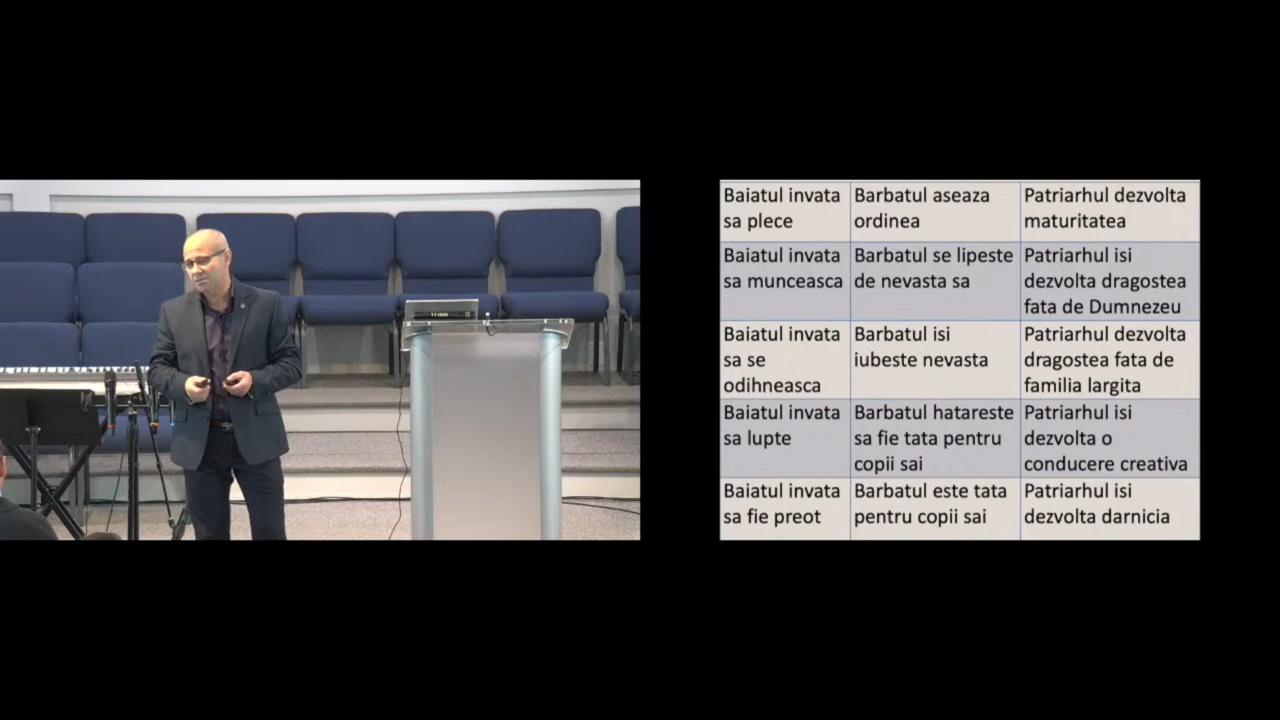 Baiatul invata
sa plece
Barbatul aseaza
ordinea
Patriarhul dezvolta
maturitatea
Baiatul invata
sa munceasca
Barbatul se lipeste
de nevasta sa
Patriarhul isi
dezvolta dragostea
fata de Dumnezeu
Baiatul invata
sa se
odihneasca
Barbatul isi
iubeste nevasta
Patriarhul dezvolta
dragostea fata de
familia largita
Baiatul invata
sa lupte
Barbatul hatareste
sa fie tata pentru
copii sai
Patriarhul isi
dezvolta o
conducere creativa
Baiatul invata
sa fie preot
Barbatul este tata
pentru copii sai
Patriarhul isi
dezvolta darnicia